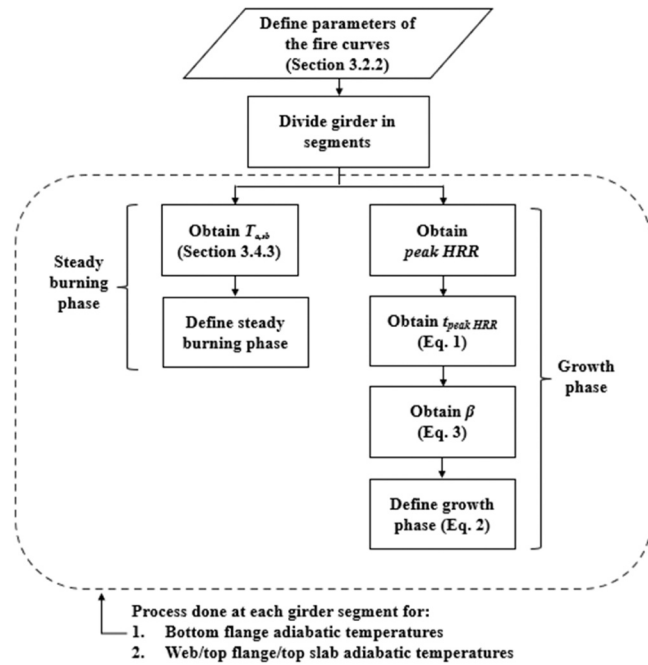 Define parameters of
the fire curves
(Section 3.2.2)
Divide girder in
segments
Steady
burning
phase
Obtain Tₐ,ₛb
(Section 3.4.3)
Define steady
burning phase
Obtain
peak HRR
Obtain tpeak HRR
(Eq. 1)
Obtain β
(Eq. 3)
Define growth
phase (Eq. 2)
Growth
phase
Process done at each girder segment for:
1. Bottom flange adiabatic temperatures
2. Web/top flange/top slab adiabatic temperatures